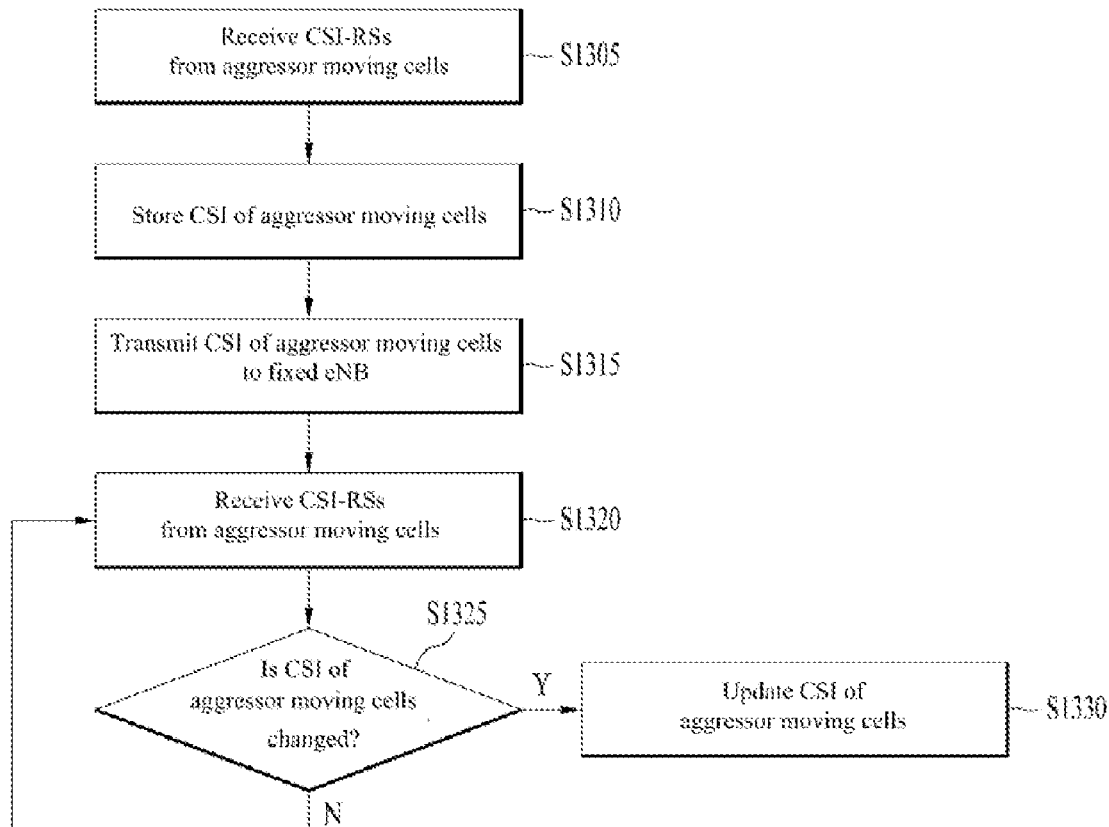 Receive CSI-RSs
from aggressor moving cells
S1305
Store CSI of aggressor moving cells
S1310
Transmit CSI of aggressor moving cells
to fixed eNB
S1315
Receive CSI-RSs
from aggressor moving cells
S1320
S1325
Is CSI of
aggressor moving cells
changed?
Y
Update CSI of
aggressor moving cells
S1330
N